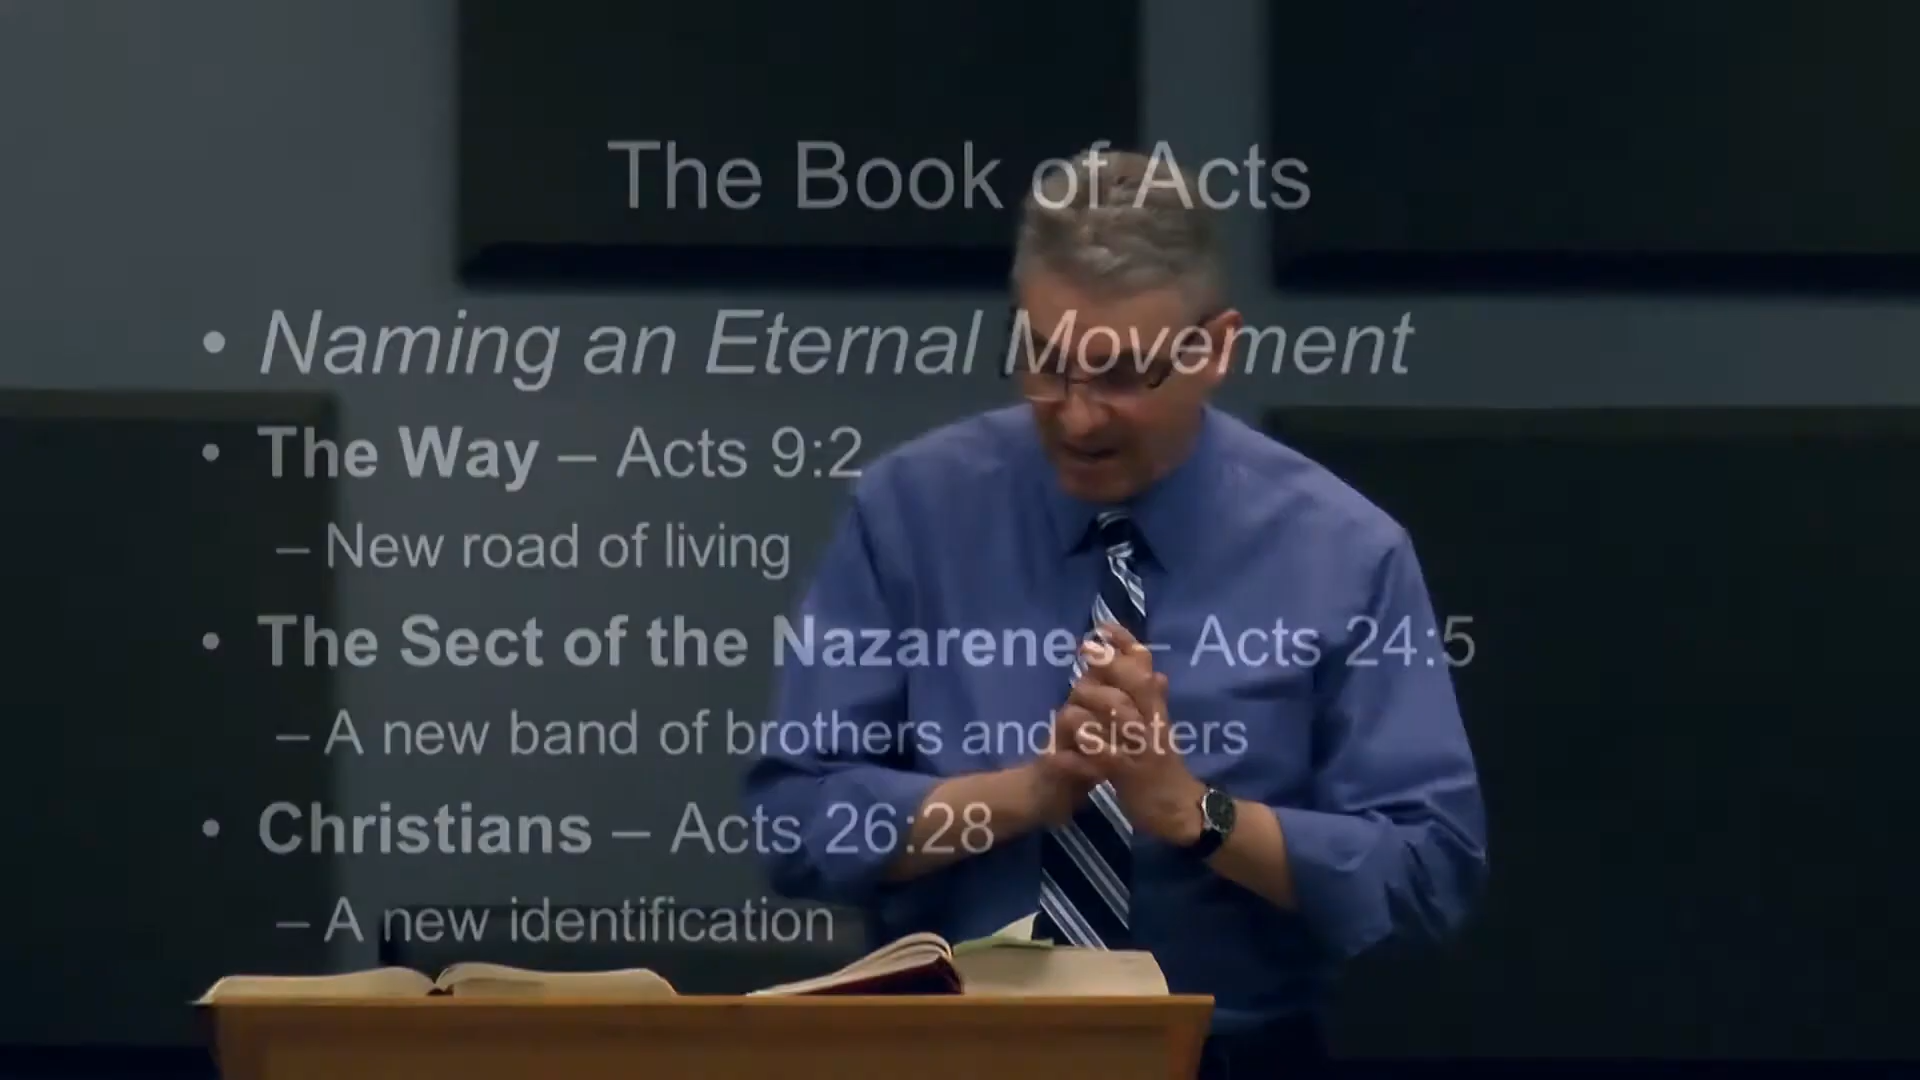 The Book of Acts
• Naming an Eternal Movement
• The Way – Acts 9:2
– New road of living
• The Sect of the Nazarenes – Acts 24:5
– A new band of brothers and sisters
• Christians – Acts 26:28
– A new identification